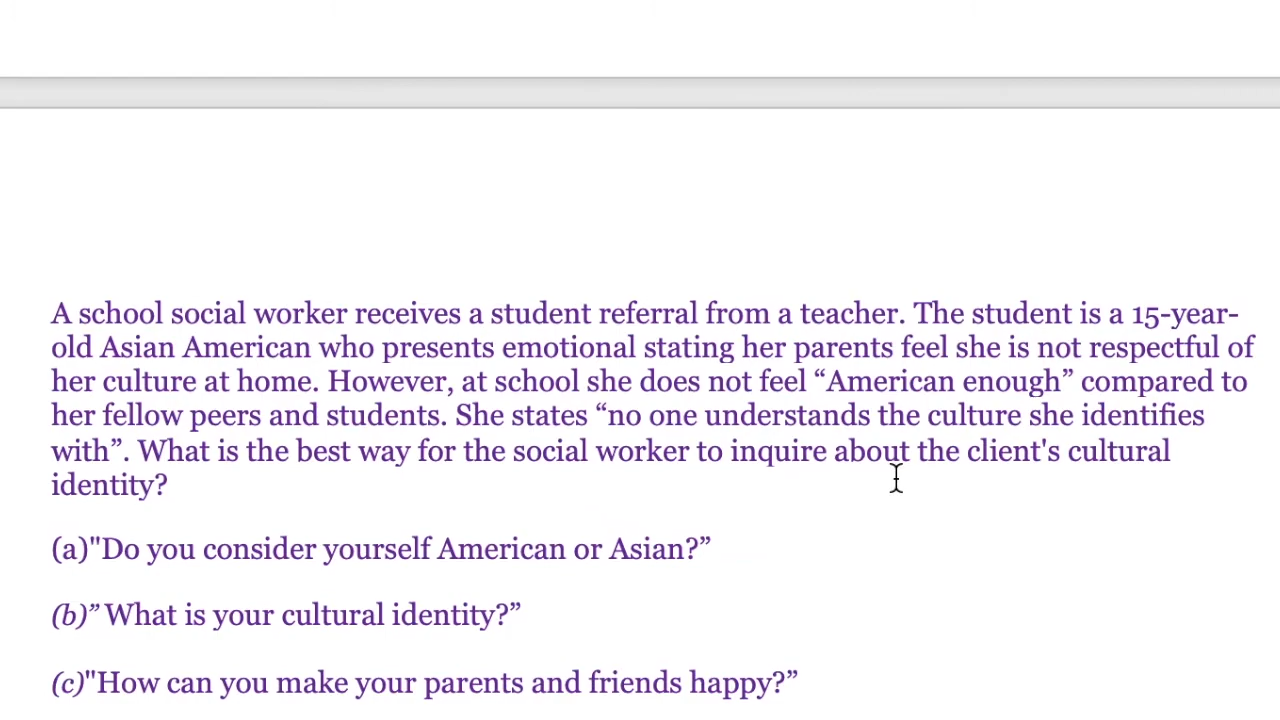 A school social worker receives a student referral from a teacher. The student is a 15-year-
old Asian American who presents emotional stating her parents feel she is not respectful of
her culture at home. However, at school she does not feel “American enough” compared to
her fellow peers and students. She states “no one understands the culture she identifies
with”. What is the best way for the social worker to inquire about the client's cultural
identity?
(a)"Do you consider yourself American or Asian?”
(b)” What is your cultural identity?”
(c)"How can you make your parents and friends happy?”